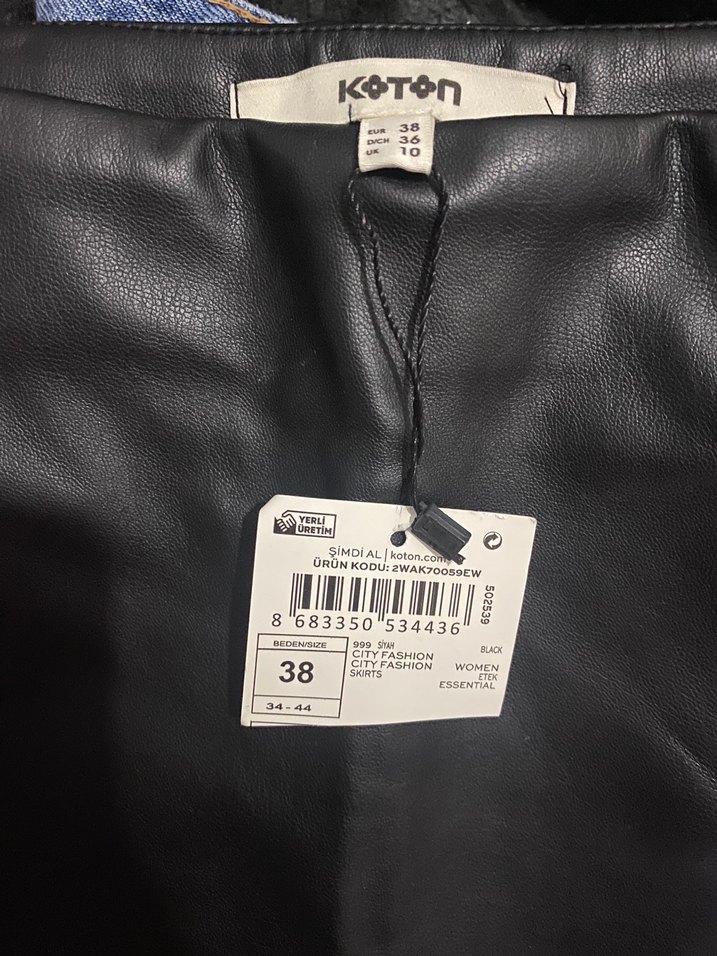 KOTON
EUR 38
D/CH 36
UK 10
YERLİ
ÜRETİM
ŞİMDİ AL | koton.com
ÜRÜN KODU: 2WAK70059EW
502539
8 683350 534436
BEDEN/SIZE
38
34 - 44
999 SİYAH BLACK
CITY FASHION
CITY FASHION WOMEN
SKIRTS ETEK
ESSENTIAL